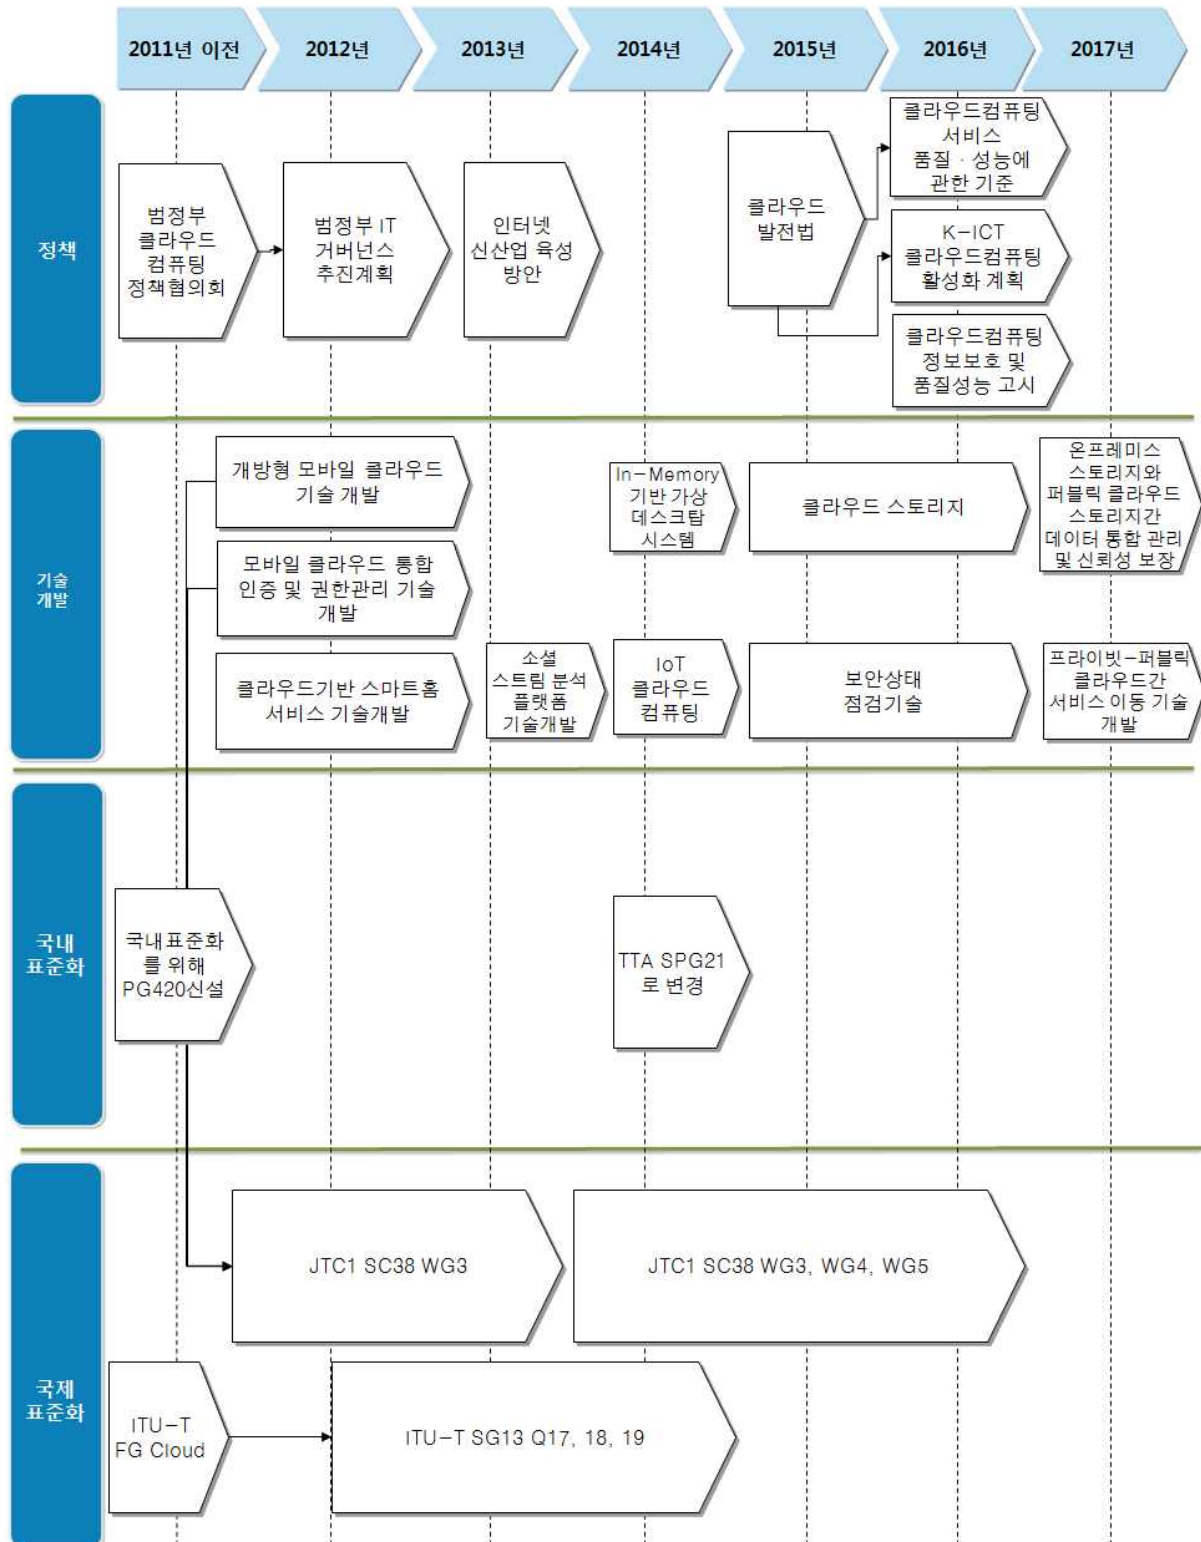 2011년 이전
2012년
2013년
2014년
2015년
2016년
2017년
정책
범정부
클라우드
컴퓨팅
정책협의회
범정부 IT
거버넌스
추진계획
인터넷
신산업 육성
방안
클라우드
발전법
클라우드컴퓨팅
서비스
품질 · 성능에
관한 기준
K-ICT
클라우드컴퓨팅
활성화 계획
클라우드컴퓨팅
정보보호 및
품질성능 고시
기술
개발
개방형 모바일 클라우드
기술 개발
모바일 클라우드 통합
인증 및 권한관리 기술
개발
클라우드기반 스마트홈
서비스 기술개발
소셜
스트림 분석
플랫폼
기술개발
In-Memory
기반 가상
데스크탑
시스템
IoT
클라우드
컴퓨팅
클라우드 스토리지
보안상태
점검기술
온프레미스
스토리지와
퍼블릭 클라우드
스토리지간
데이터 통합 관리
및 신뢰성 보장
프라이빗-퍼블릭
클라우드간
서비스 이동 기술
개발
국내
표준화
국내표준화
를 위해
PG420신설
TTA SPG21
로 변경
국제
표준화
JTC1 SC38 WG3
JTC1 SC38 WG3, WG4, WG5
ITU-T
FG Cloud
ITU-T SG13 Q17, 18, 19